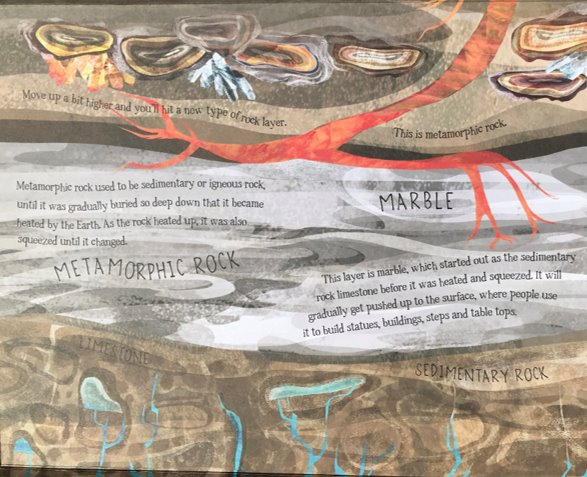 Move up a bit higher and you'll hit a new type of rock layer.
This is metamorphic rock.
Metamorphic rock used to be sedimentary or igneous rock,
until it was gradually buried so deep down that it became
heated by the Earth. As the rock heated up, it was also
squeezed until it changed.
MARBLE
METAMORPHIC ROCK
This layer is marble, which started out as the sedimentary
rock limestone before it was heated and squeezed. It will
gradually get pushed up to the surface, where people use
it to build statues, buildings, steps and table tops.
LIMESTONE
SEDIMENTARY ROCK